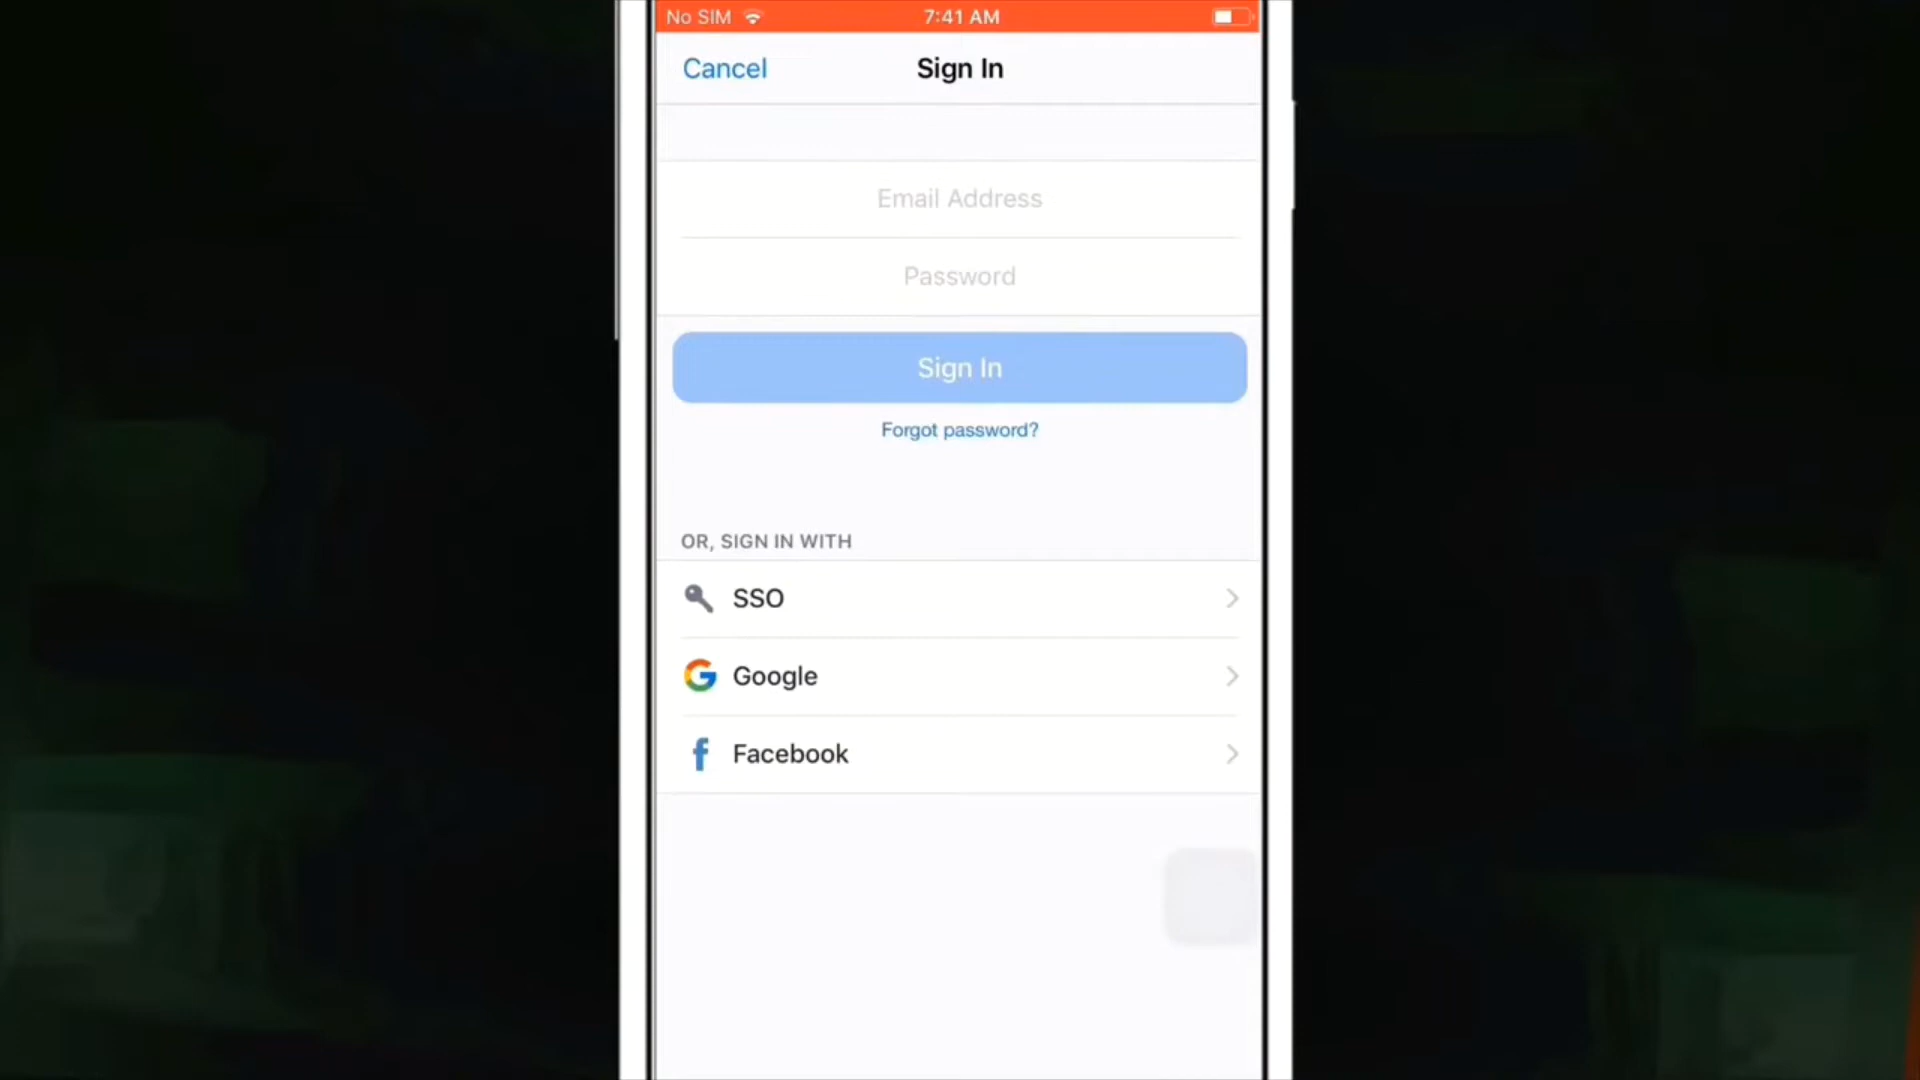 No SIM 7:41 AM
Cancel Sign In
Email Address
Password
Sign In
Forgot password?
OR, SIGN IN WITH
SSO
Google
Facebook